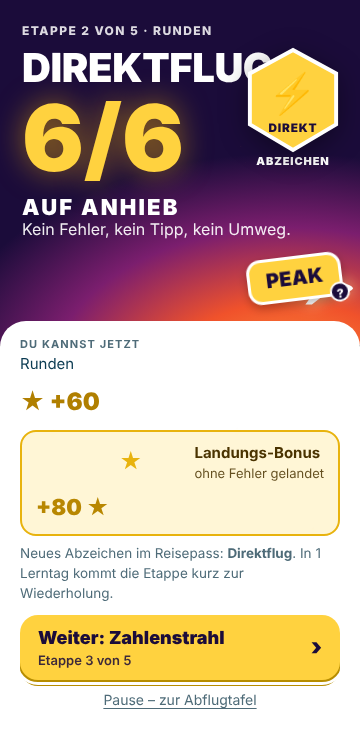 ETAPPE 2 VON 5 · RUNDEN
DIREKTFLUG
6/6
DIREKT
ABZEICHEN
AUF ANHIEB
Kein Fehler, kein Tipp, kein Umweg.
PEAK
?
DU KANNST JETZT
Runden
★ +60
★
Landungs-Bonus
ohne Fehler gelandet
+80 ★
Neues Abzeichen im Reisepass: Direktflug. In 1
Lerntag kommt die Etappe kurz zur
Wiederholung.
Weiter: Zahlenstrahl
Etappe 3 von 5
›
Pause – zur Abflugtafel